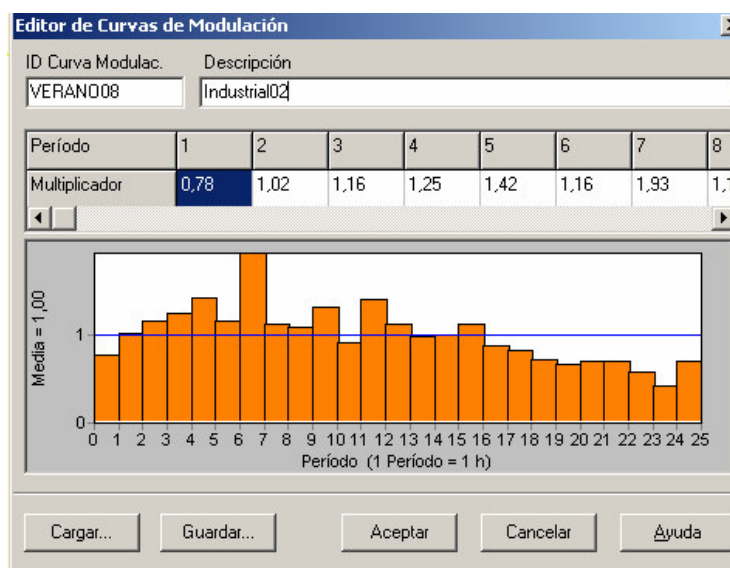 Editor de Curvas de Modulación
ID Curva Modulac. Descripción
VERANO08 Industrial02
Período 1 2 3 4 5 6 7 8
Multiplicador 0,78 1,02 1,16 1,25 1,42 1,16 1,93
Media = 1,00
1
0
0 1 2 3 4 5 6 7 8 9 10 11 12 13 14 15 16 17 18 19 20 21 22 23 24 25
Período (1 Período = 1 h)
Cargar... Guardar... Aceptar Cancelar Ayuda